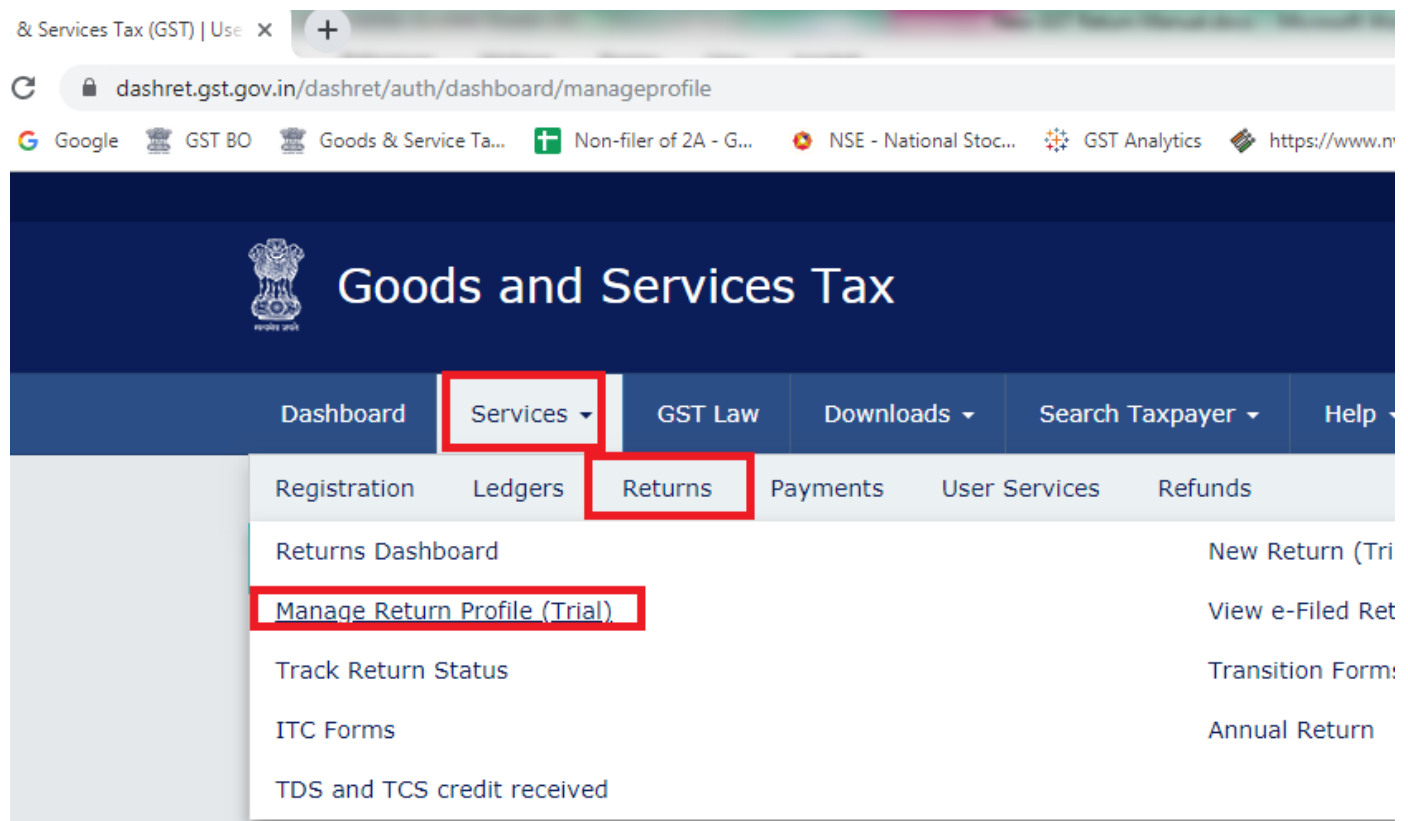 & Services Tax (GST) | Use
dashret.gst.gov.in/dashret/auth/dashboard/manageprofile
Google GST BO Goods & Service Ta... Non-filer of 2A - G... NSE - National Stoc... GST Analytics https://www.n
Goods and Services Tax
सत्यमेव जयते
Dashboard Services GST Law Downloads Search Taxpayer Help
Registration Ledgers Returns Payments User Services Refunds
Returns Dashboard New Return (Tri
Manage Return Profile (Trial) View e-Filed Ret
Track Return Status Transition Forms
ITC Forms Annual Return
TDS and TCS credit received